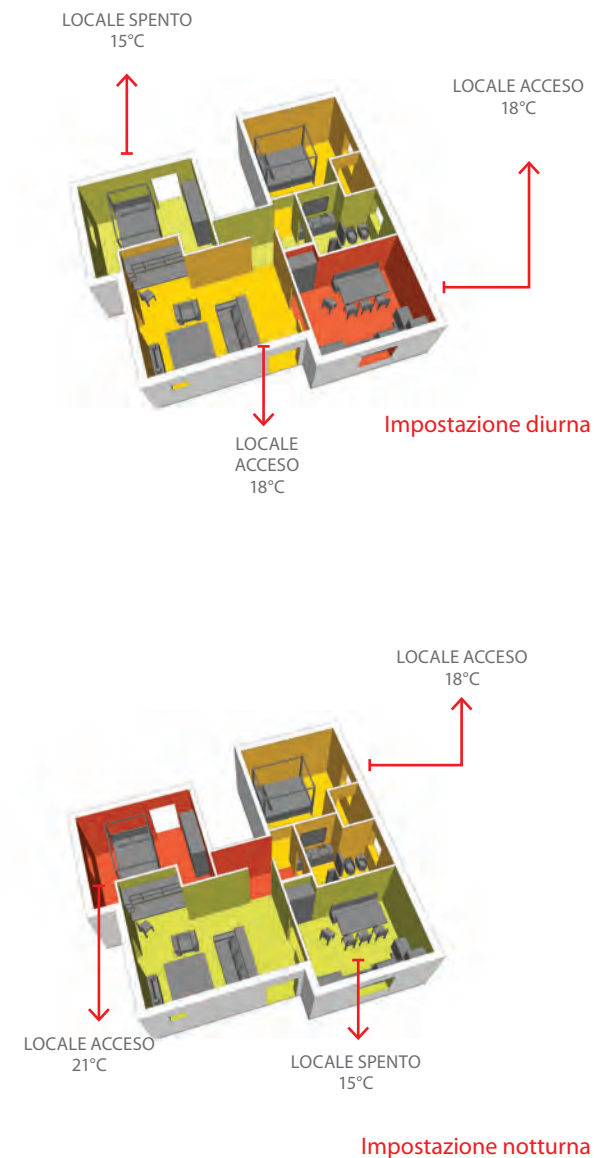 LOCALE SPENTO
15°C
LOCALE ACCESO
18°C
Impostazione diurna
LOCALE
ACCESO
18°C
LOCALE ACCESO
18°C
LOCALE ACCESO
21°C
LOCALE SPENTO
15°C
Impostazione notturna